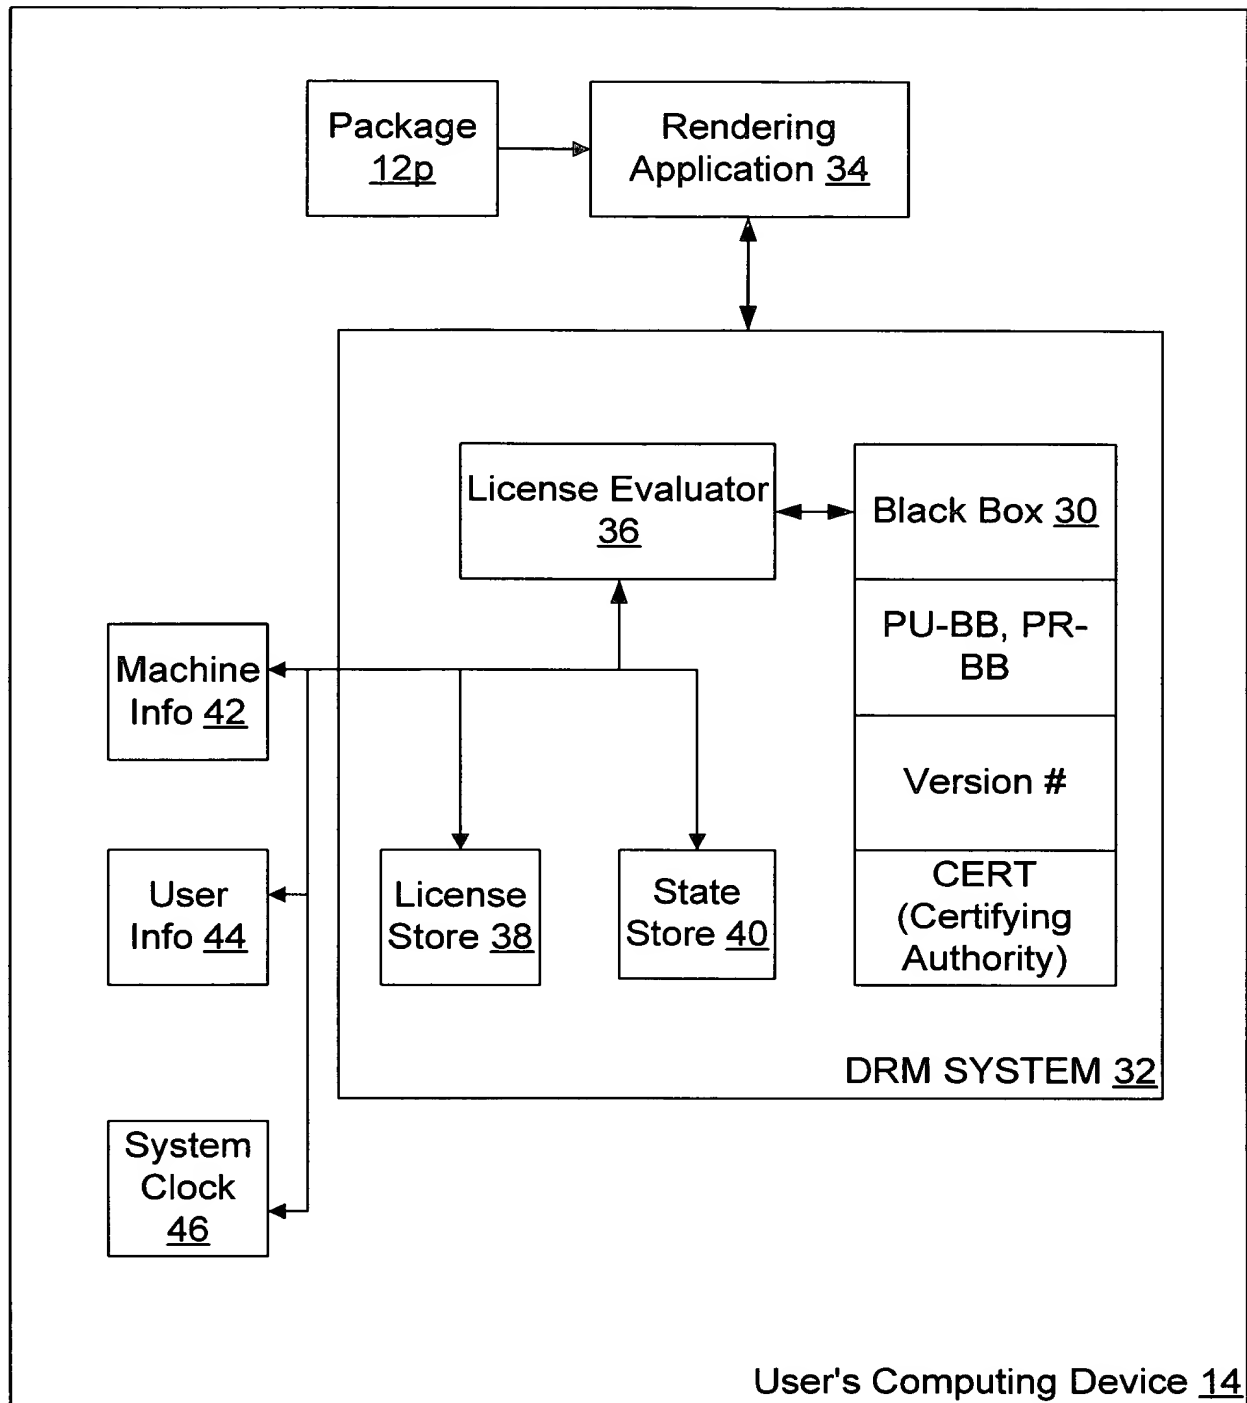 Package
12p
Rendering
Application 34
License Evaluator
36
Black Box 30
PU-BB, PR-
BB
Version #
CERT
(Certifying
Authority)
Machine
Info 42
User
Info 44
License
Store 38
State
Store 40
DRM SYSTEM 32
System
Clock
46
User's Computing Device 14